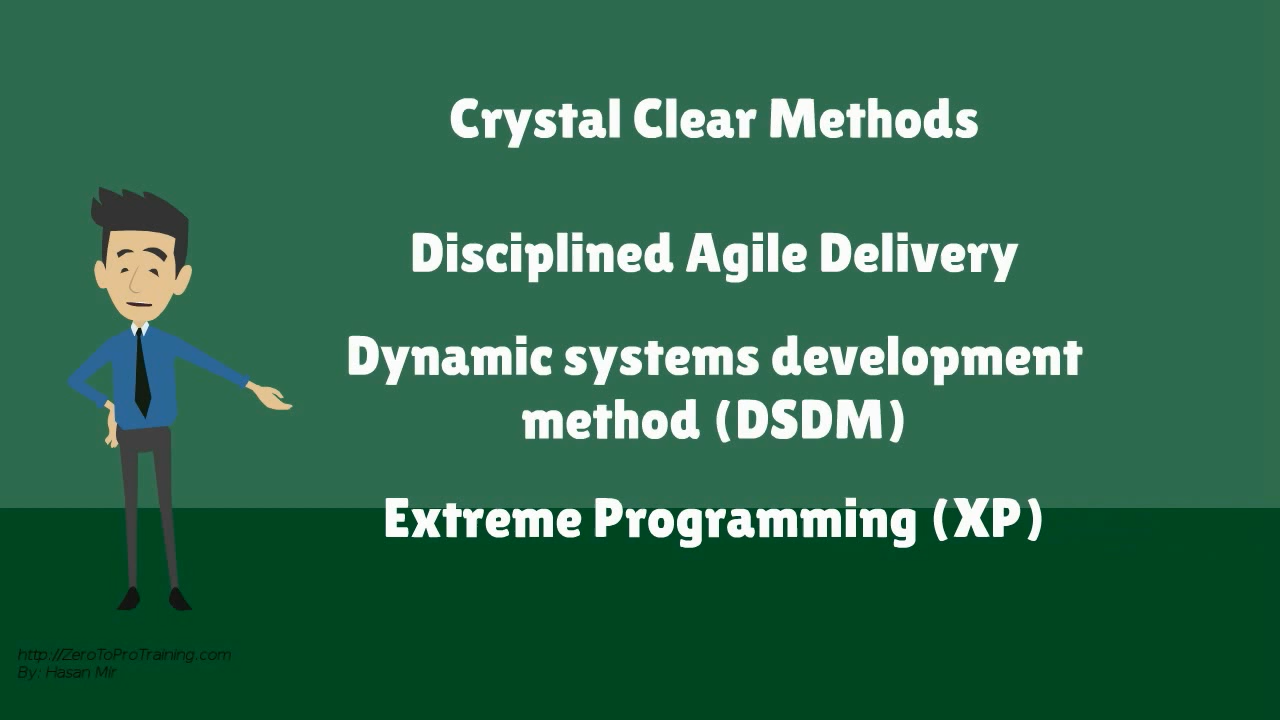 Crystal Clear Methods
Disciplined Agile Delivery
Dynamic systems development
method (DSDM)
Extreme Programming (XP)
http://ZeroToProTraining.com
By: Hasan Mir